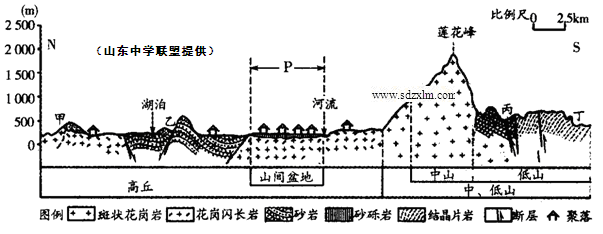 (m)
2 500
2 000
1 500
1 000
500
0
N
(山东中学联盟提供)
P
莲花峰
www.sdzxlm.com
比例尺 0 2.5km
S
甲
湖泊
乙
河流
丙
丁
高丘
山间盆地
中山
低山
中、低山
图例 斑状花岗岩 花岗闪长岩 砂岩 砂砾岩 结晶片岩 断层 聚落